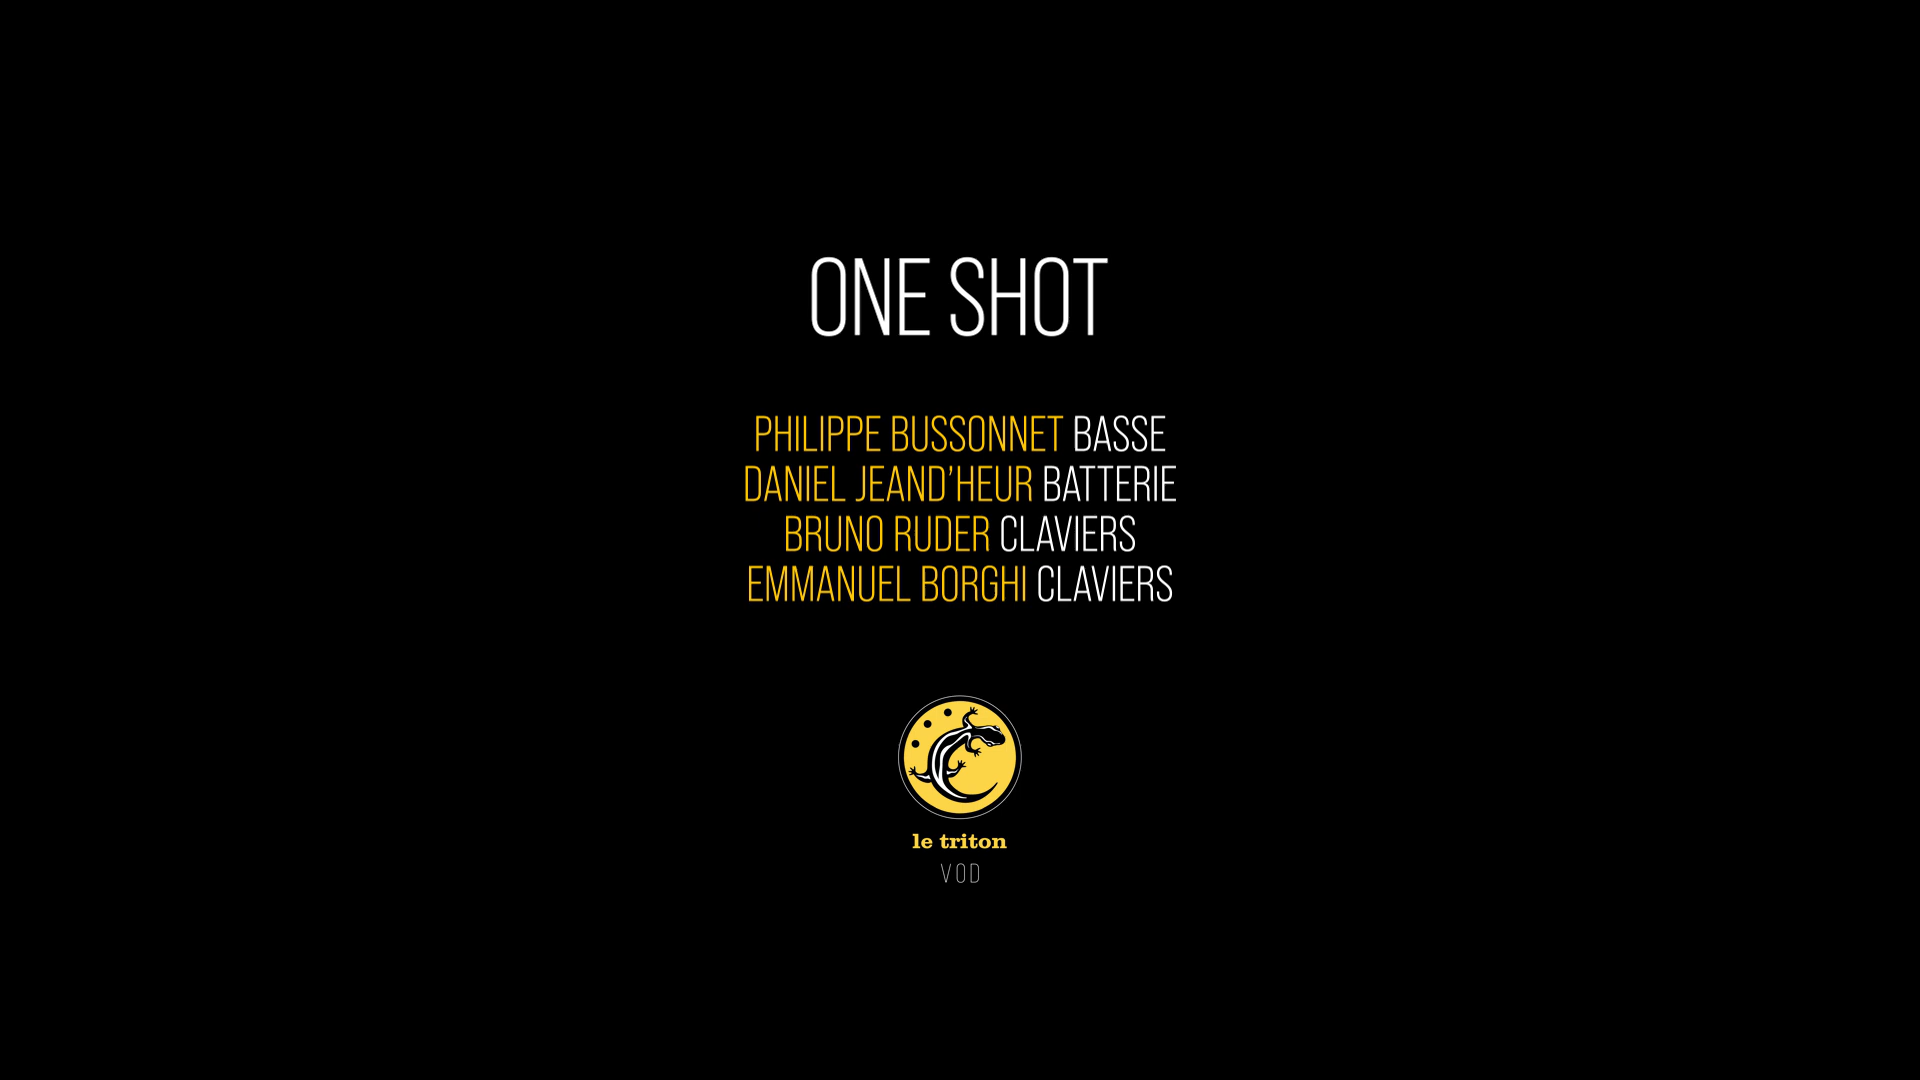 ONE SHOT
PHILIPPE BUSSONNET BASSE
DANIEL JEAND’HEUR BATTERIE
BRUNO RUDER CLAVIERS
EMMANUEL BORGHI CLAVIERS
le triton
VOD